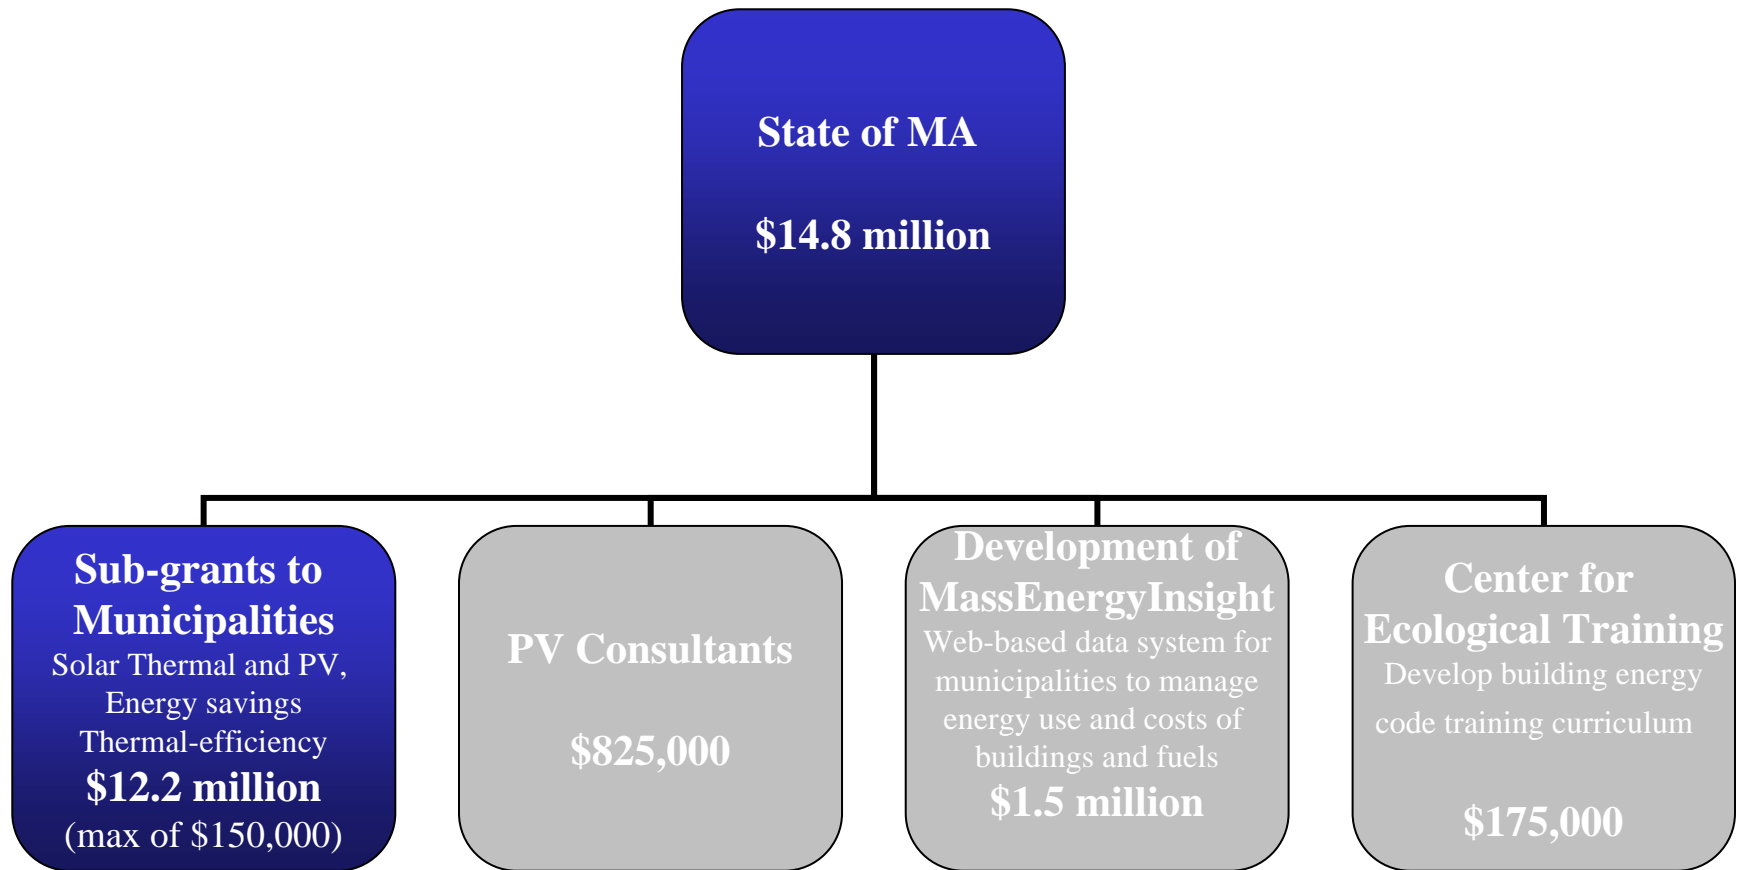 State of MA
$14.8 million
Sub-grants to
Municipalities
Solar Thermal and PV,
Energy savings
Thermal-efficiency
$12.2 million
(max of $150,000)
PV Consultants
$825,000
Development of
MassEnergyInsight
Web-based data system for
municipalities to manage
energy use and costs of
buildings and fuels
$1.5 million
Center for
Ecological Training
Develop building energy
code training curriculum
$175,000